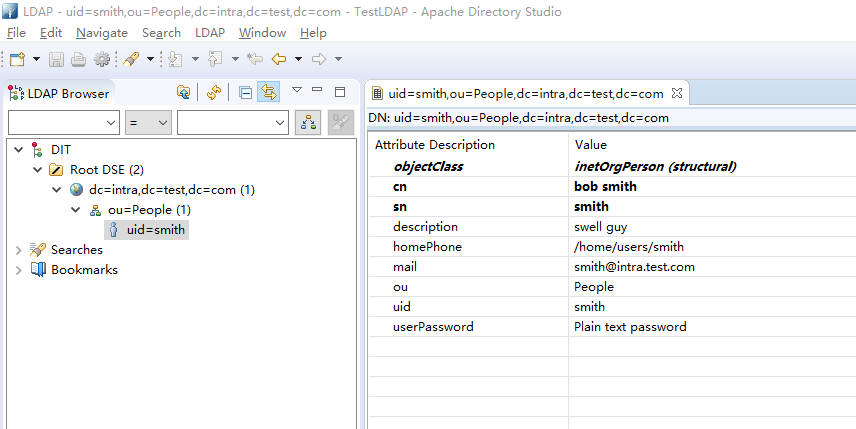 LDAP - uid=smith,ou=People,dc=intra,dc=test,dc=com - TestLDAP - Apache Directory Studio
File Edit Navigate Search LDAP Window Help
LDAP Browser
=
DIT
Root DSE (2)
dc=intra,dc=test,dc=com (1)
ou=People (1)
uid=smith
Searches
Bookmarks
uid=smith,ou=People,dc=intra,dc=test,dc=com
DN: uid=smith,ou=People,dc=intra,dc=test,dc=com
Attribute Description Value
objectClass inetOrgPerson (structural)
cn bob smith
sn smith
description swell guy
homePhone /home/users/smith
mail smith@intra.test.com
ou People
uid smith
userPassword Plain text password